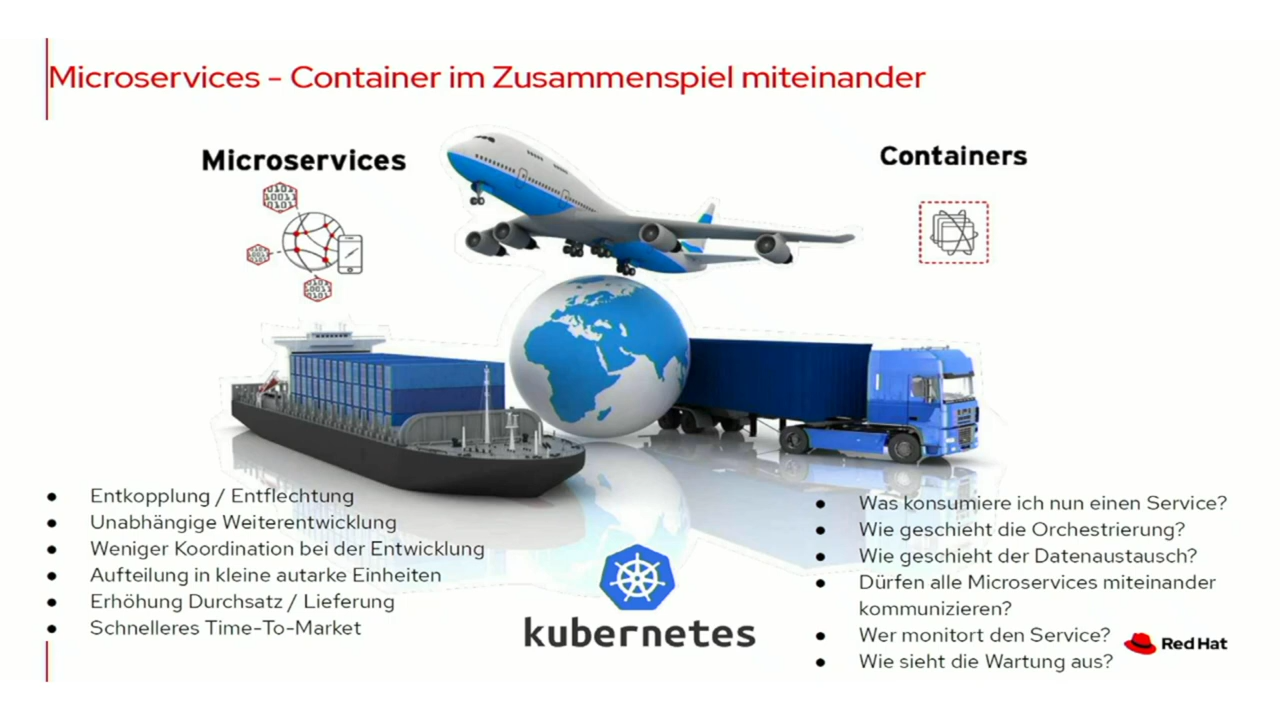 Microservices - Container im Zusammenspiel miteinander
Microservices
Containers
• Entkopplung / Entflechtung
• Unabhängige Weiterentwicklung
• Weniger Koordination bei der Entwicklung
• Aufteilung in kleine autarke Einheiten
• Erhöhung Durchsatz / Lieferung
• Schnelleres Time-To-Market
kubernetes
• Was konsumiere ich nun einen Service?
• Wie geschieht die Orchestrierung?
• Wie geschieht der Datenaustausch?
• Dürfen alle Microservices miteinander
kommunizieren?
• Wer monitort den Service?
• Wie sieht die Wartung aus?
Red Hat